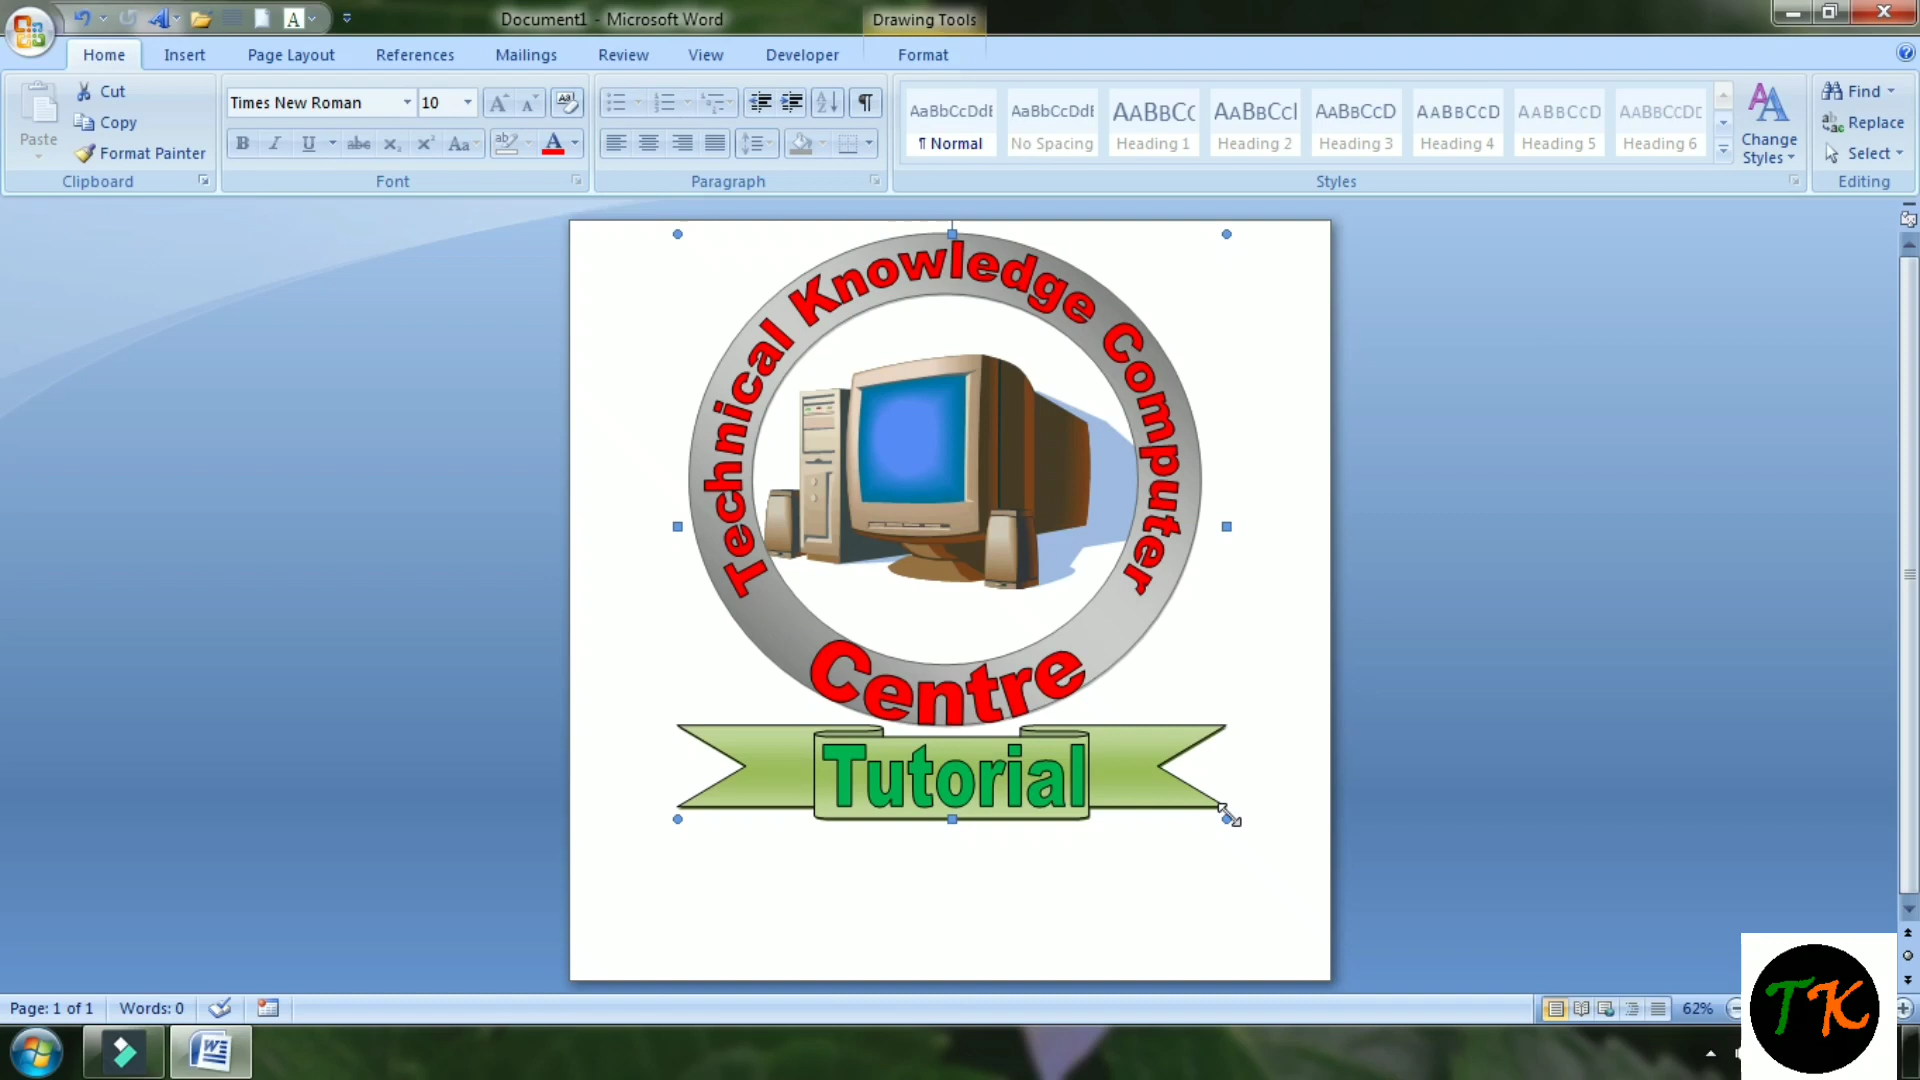 Document1 - Microsoft Word
Drawing Tools
Home
Insert
Page Layout
References
Mailings
Review
View
Developer
Format
Paste
Cut
Copy
Format Painter
Clipboard
Times New Roman
10
Font
Paragraph
AaBbCcDdE
¶ Normal
AaBbCcDdE
No Spacing
AaBbCc
Heading 1
AaBbCcI
Heading 2
AaBbCcD
Heading 3
AaBbCcD
Heading 4
AaBbCcD
Heading 5
AaBbCcDd
Heading 6
Change
Styles
Styles
Find
Replace
Select
Editing
Technical Knowledge Computer
Centre
Tutorial
Page: 1 of 1
Words: 0
62%
TK